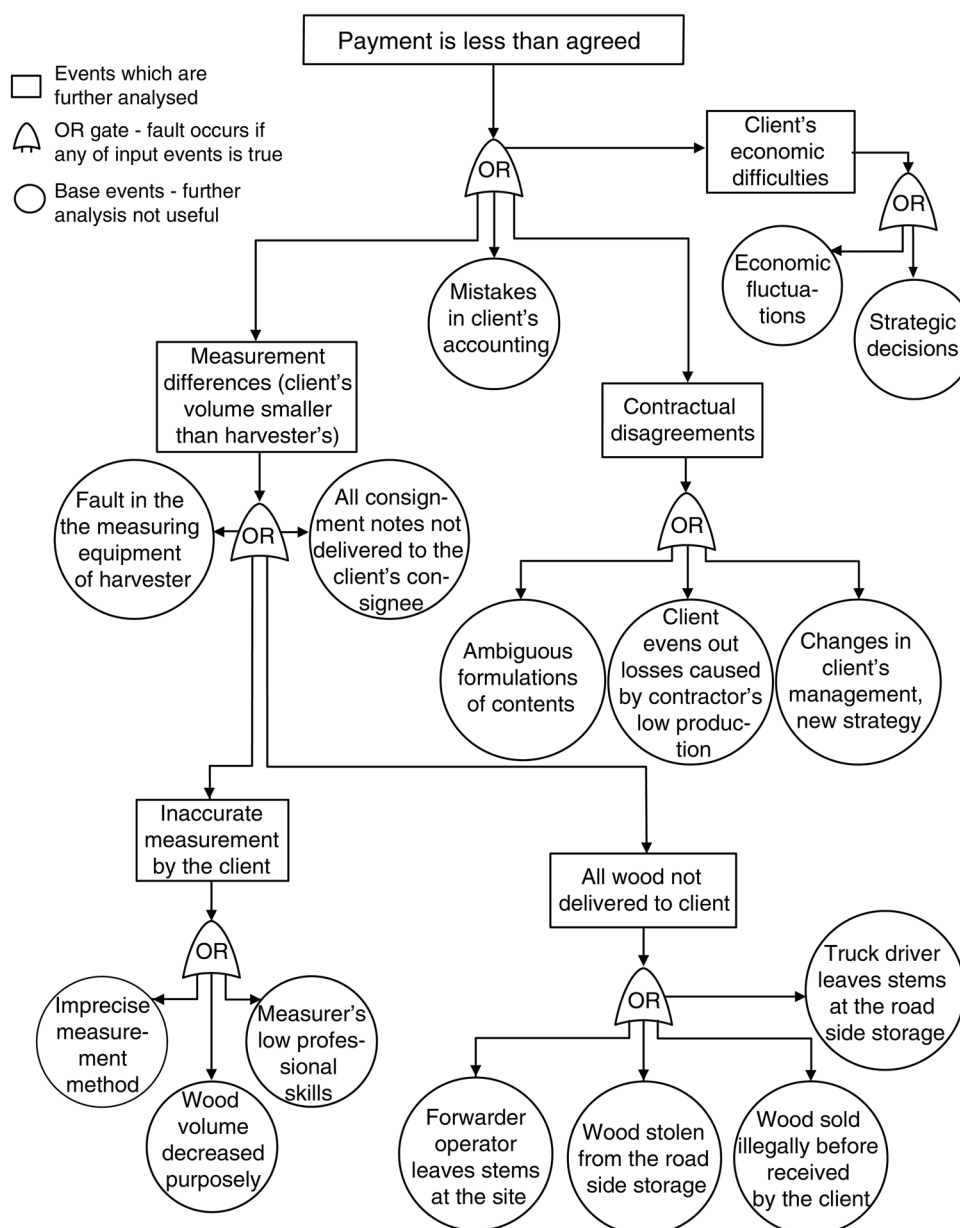 Payment is less than agreed
Events which are
further analysed
OR gate - fault occurs if
any of input events is true
Base events - further
analysis not useful
OR
Client's
economic
difficulties
OR
Economic
fluctua-
tions
Strategic
decisions
Mistakes
in client's
accounting
Measurement
differences (client's
volume smaller
than harvester's)
Contractual
disagreements
Fault in the
the measuring
equipment
of harvester
OR
All consign-
ment notes not
delivered to the
client's con-
signee
OR
Ambiguous
formulations
of contents
Client
evens out
losses caused
by contractor's
low produc-
tion
Changes in
client's
management,
new strategy
Inaccurate
measurement
by the client
All wood not
delivered to client
OR
Imprecise
measure-
ment
method
Wood
volume
decreased
purposely
Measurer's
low profes-
sional
skills
OR
Truck driver
leaves stems
at the road
side storage
Forwarder
operator
leaves stems
at the site
Wood stolen
from the road
side storage
Wood sold
illegally before
received
by the client